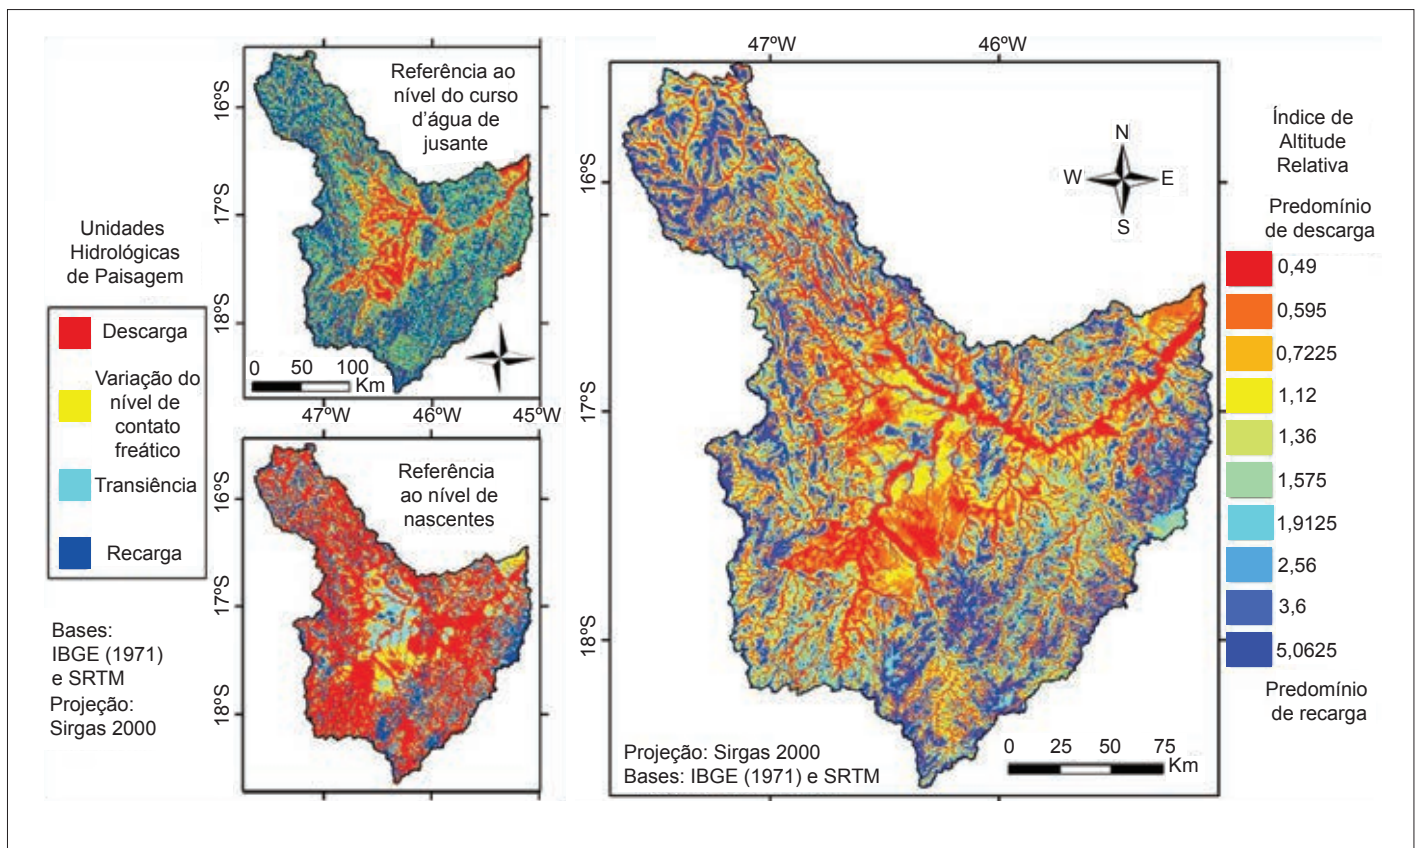 Unidades
Hidrológicas
de Paisagem
Descarga
Variação do
nível de
contato
freático
Transiência
Recarga
Bases:
IBGE (1971)
e SRTM
Projeção:
Sirgas 2000
Referência ao
nível do curso
d'água de
jusante
16ºS
17ºS
18ºS
0 50 100
Km
47ºW 46ºW 45ºW
Referência
ao nível de
nascentes
16ºS
17ºS
18ºS
47ºW 46ºW
16ºS
17ºS
18ºS
N
W E
S
Projeção: Sirgas 2000
Bases: IBGE (1971) e SRTM
0 25 50 75
Km
Índice de
Altitude
Relativa
Predomínio
de descarga
0,49
0,595
0,7225
1,12
1,36
1,575
1,9125
2,56
3,6
5,0625
Predomínio
de recarga